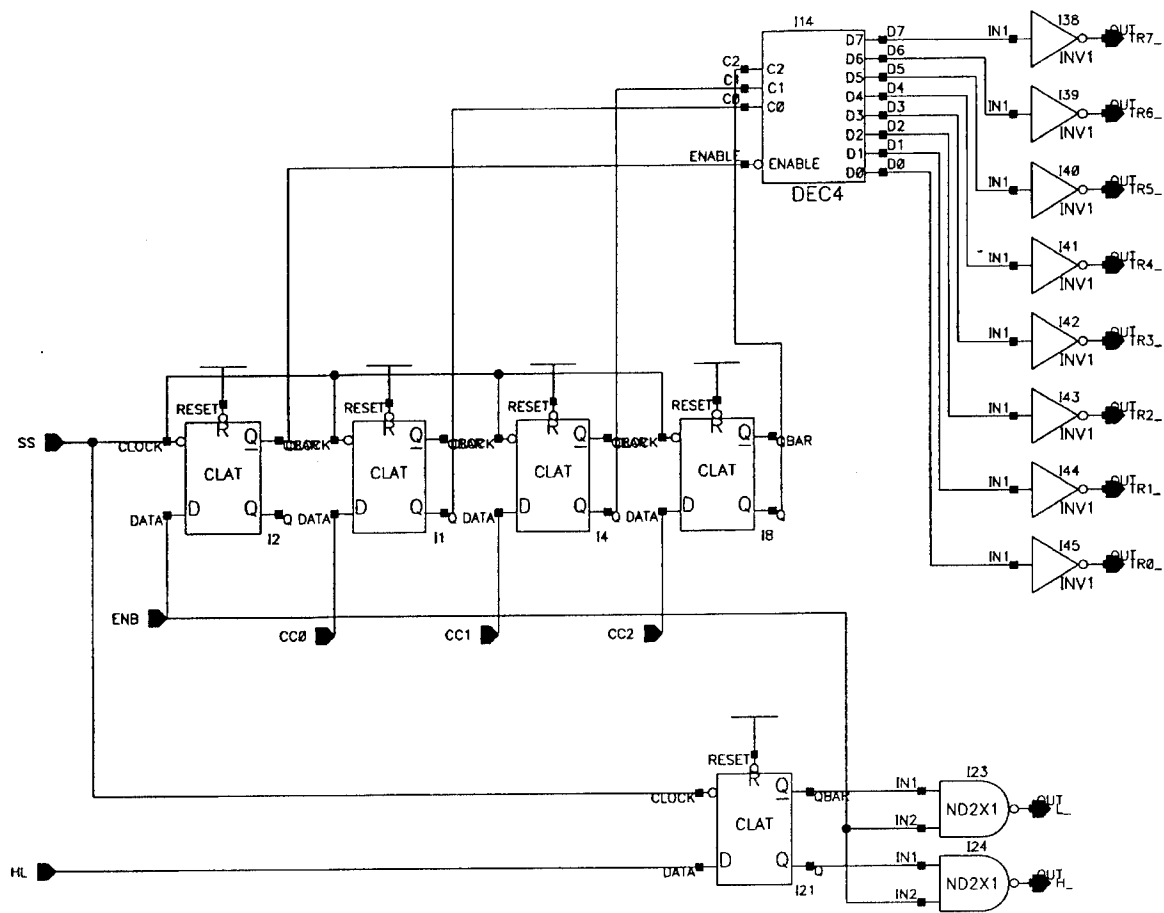 I14
C2
C1
C0
ENABLE
C2
C1
C0
ENABLE
D7
D6
D5
D4
D3
D2
D1
D0
DEC4
D7
D6
D5
D4
D3
D2
D1
D0
IN1
I38
INV1
OUT
TR7_
IN1
I39
INV1
OUT
TR6_
IN1
I40
INV1
OUT
TR5_
IN1
I41
INV1
OUT
TR4_
IN1
I42
INV1
OUT
TR3_
IN1
I43
INV1
OUT
TR2_
IN1
I44
INV1
OUT
TR1_
IN1
I45
INV1
OUT
TR0_
SS
RESET
CLOCK
R
Q
CLAT
D
Q
DATA
Q
I2
RESET
R
Q
CLAT
D
Q
DATA
Q
I1
RESET
R
Q
CLAT
D
Q
DATA
Q
I4
RESET
R
Q
QBAR
CLAT
D
Q
DATA
Q
I8
ENB
CC0
CC1
CC2
RESET
R
CLOCK
Q
QBAR
CLAT
D
Q
DATA
Q
I21
HL
IN1
IN2
I23
ND2X1
OUT
L_
IN1
IN2
I24
ND2X1
OUT
H_